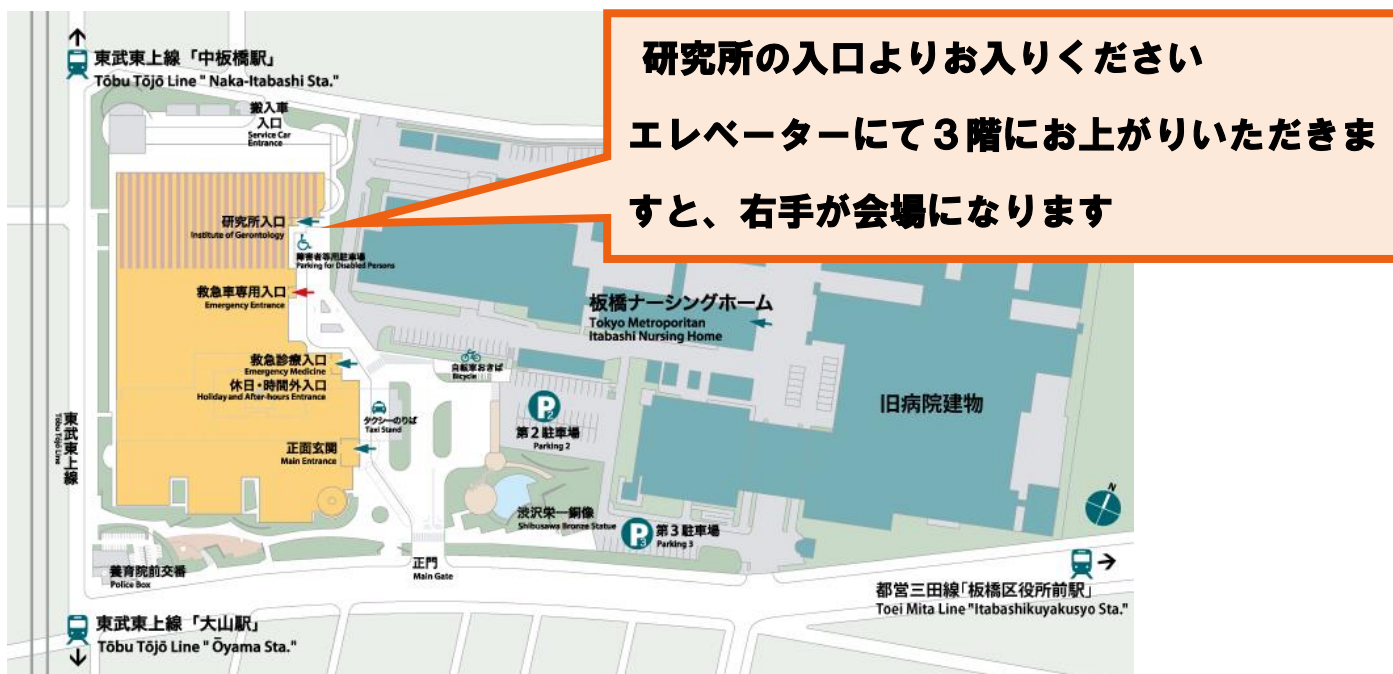 研究所の入口よりお入りください
エレベーターにて３階にお上がりいただきま
すと、右手が会場になります
東武東上線「中板橋駅」
Tōbu Tōjō Line " Naka-Itabashi Sta."
搬入車
入口
Service Car
Entrance
研究所入口
Institute of Gerontology
障害者等用駐車場
Parking for Disabled Persons
救急車専用入口
Emergency Entrance
板橋ナーシングホーム
Tokyo Metroporitan
Itabashi Nursing Home
救急診療入口
Emergency Medicine
休日・時間外入口
Holiday and After-hours Entrance
自転車おきば
Bicycle
タクシーのりば
Taxi Stand
P2
第２駐車場
Parking 2
旧病院建物
東武東上線
Tōbu Tōjō Line
正面玄関
Main Entrance
渋沢栄一銅像
Shibusawa Bronze Statue
P3
第３駐車場
Parking 3
N
養育院前交番
Police Box
正門
Main Gate
都営三田線「板橋区役所前駅」
Toei Mita Line "Itabashikuyakusyo Sta."
東武東上線「大山駅」
Tōbu Tōjō Line " Ōyama Sta."